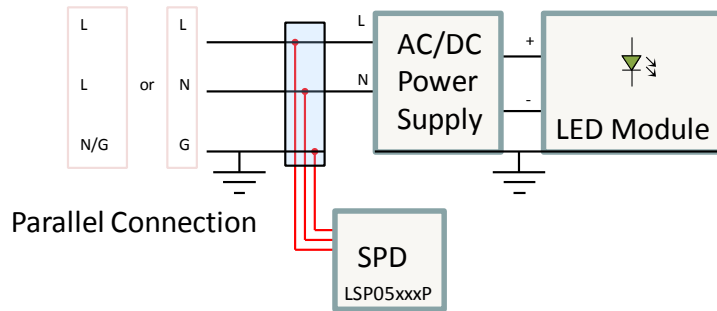 L
L
N/G
or
L
N
G
L
N
AC/DC
Power
Supply
+
-
LED Module
Parallel Connection
SPD
LSP05xxxP